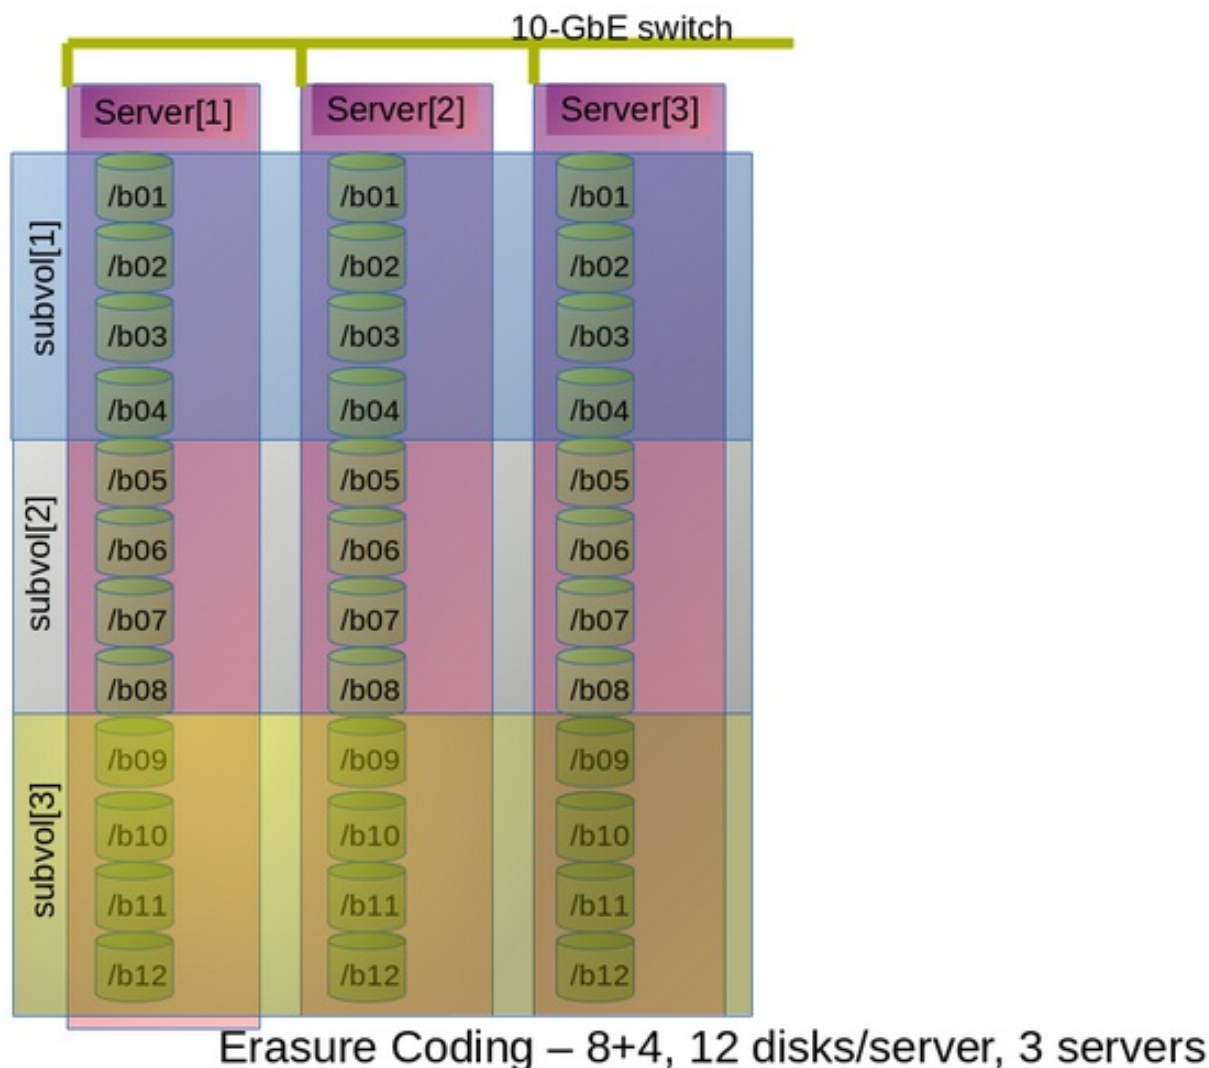 10-GbE switch
Server[1] Server[2] Server[3]
subvol[1]
/b01 /b01 /b01
/b02 /b02 /b02
/b03 /b03 /b03
/b04 /b04 /b04
subvol[2]
/b05 /b05 /b05
/b06 /b06 /b06
/b07 /b07 /b07
/b08 /b08 /b08
subvol[3]
/b09 /b09 /b09
/b10 /b10 /b10
/b11 /b11 /b11
/b12 /b12 /b12
Erasure Coding – 8+4, 12 disks/server, 3 servers